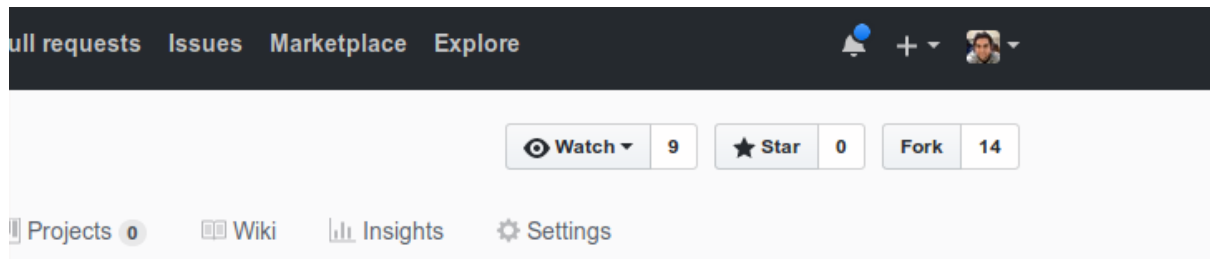 ull requests Issues Marketplace Explore
Watch 9 Star 0 Fork 14
Projects 0 Wiki Insights Settings